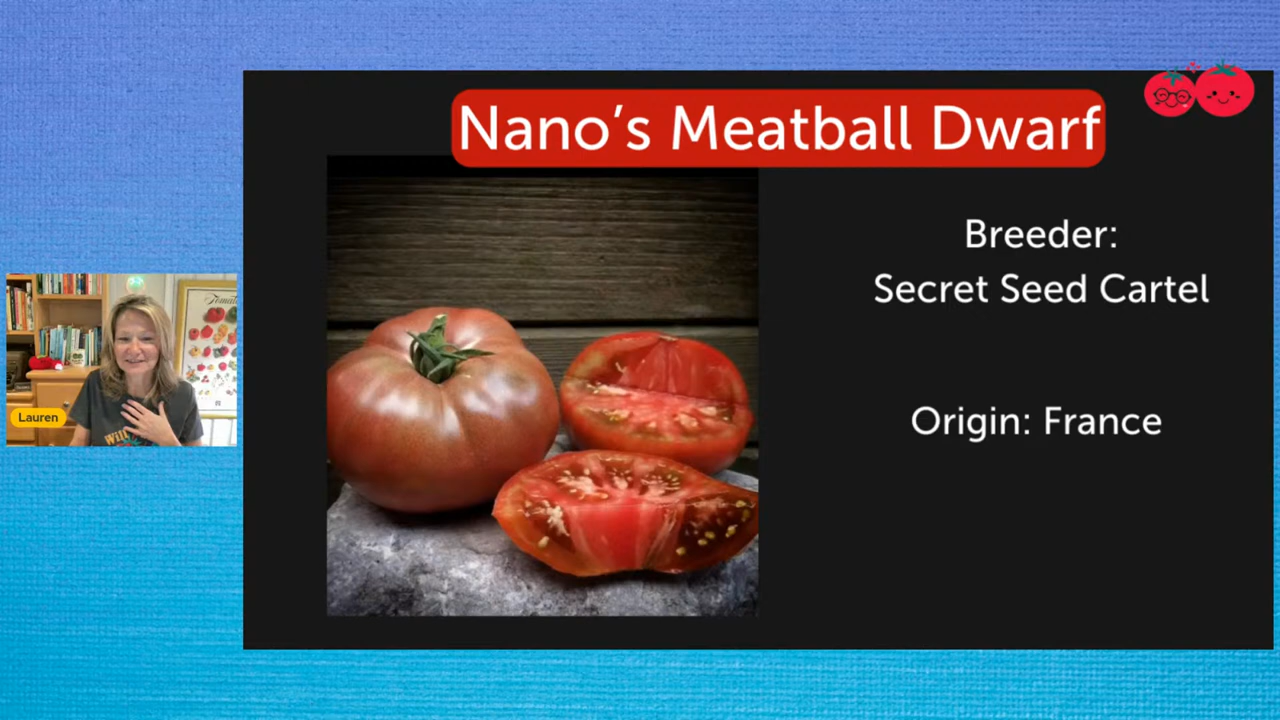 Nano's Meatball Dwarf
Breeder:
Secret Seed Cartel
Origin: France
Lauren